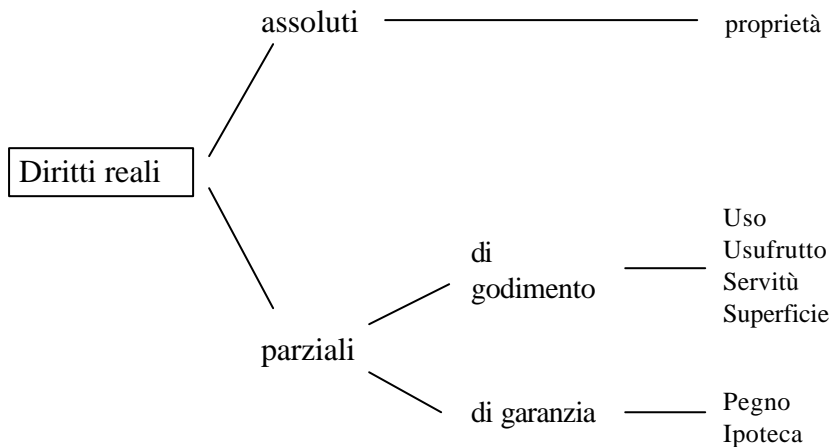 assoluti
proprietà
Diritti reali
parziali
di
godimento
Uso
Usufrutto
Servitù
Superficie
di garanzia
Pegno
Ipoteca